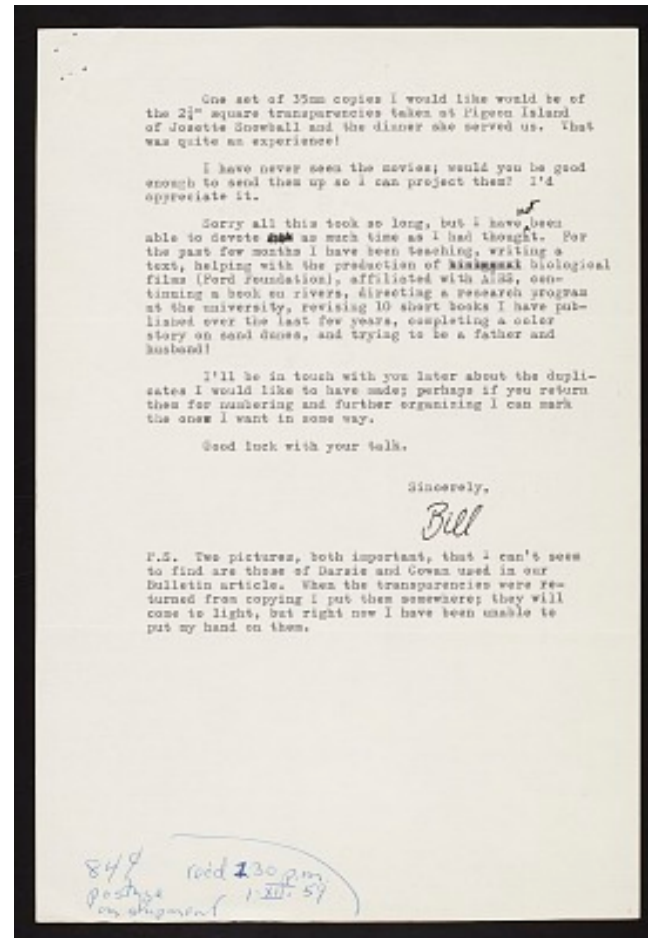 One set of 35mm copies I would like would be of
the 2¼" square transparencies taken at Pigeon Island
of Josette Snowball and the dinner she served us. That
was quite an experience!
I have never seen the movies; would you be good
enough to send them up so I can project them? I'd
appreciate it.
Sorry all this took so long, but I have not been
able to devote as much time as I had thought. For
the past few months I have been teaching, writing a
text, helping with the production of biological
films (Ford Foundation), affiliated with AIBS, con-
tinuing a book on rivers, directing a research program
at the university, revising 10 short books I have pub-
lished over the last few years, completing a color
story on sand dunes, and trying to be a father and
husband!
I'll be in touch with you later about the dupli-
cates I would like to have made; perhaps if you return
them for numbering and further organizing I can mark
the ones I want in some way.
Good luck with your talk.
Sincerely,
Bill
P.S. Two pictures, both important, that I can't seem
to find are those of Darsie and Cowan used in our
Bulletin article. When the transparencies were re-
turned from copying I put them somewhere; they will
come to light, but right now I have been unable to
put my hand on them.
84¢ rec'd 130 p.m.
postage 1-XII-59
on shipment